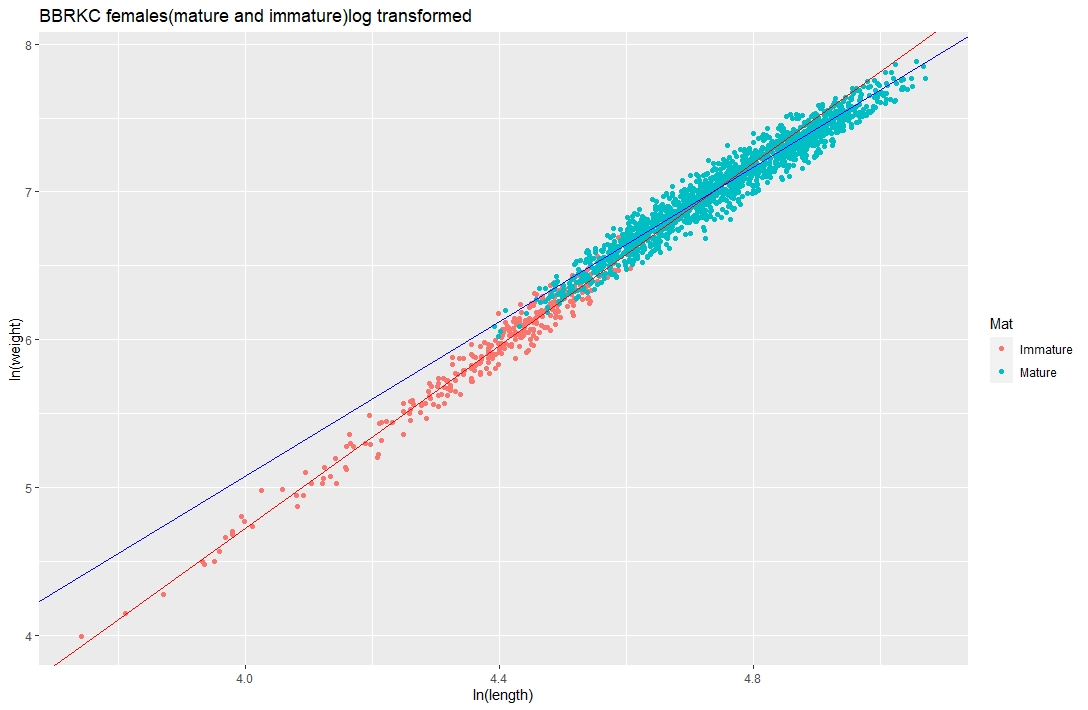 BBRKC females(mature and immature)log transformed
8
7
6
5
4
ln(weight)
4.0
4.4
4.8
ln(length)
Mat
Immature
Mature